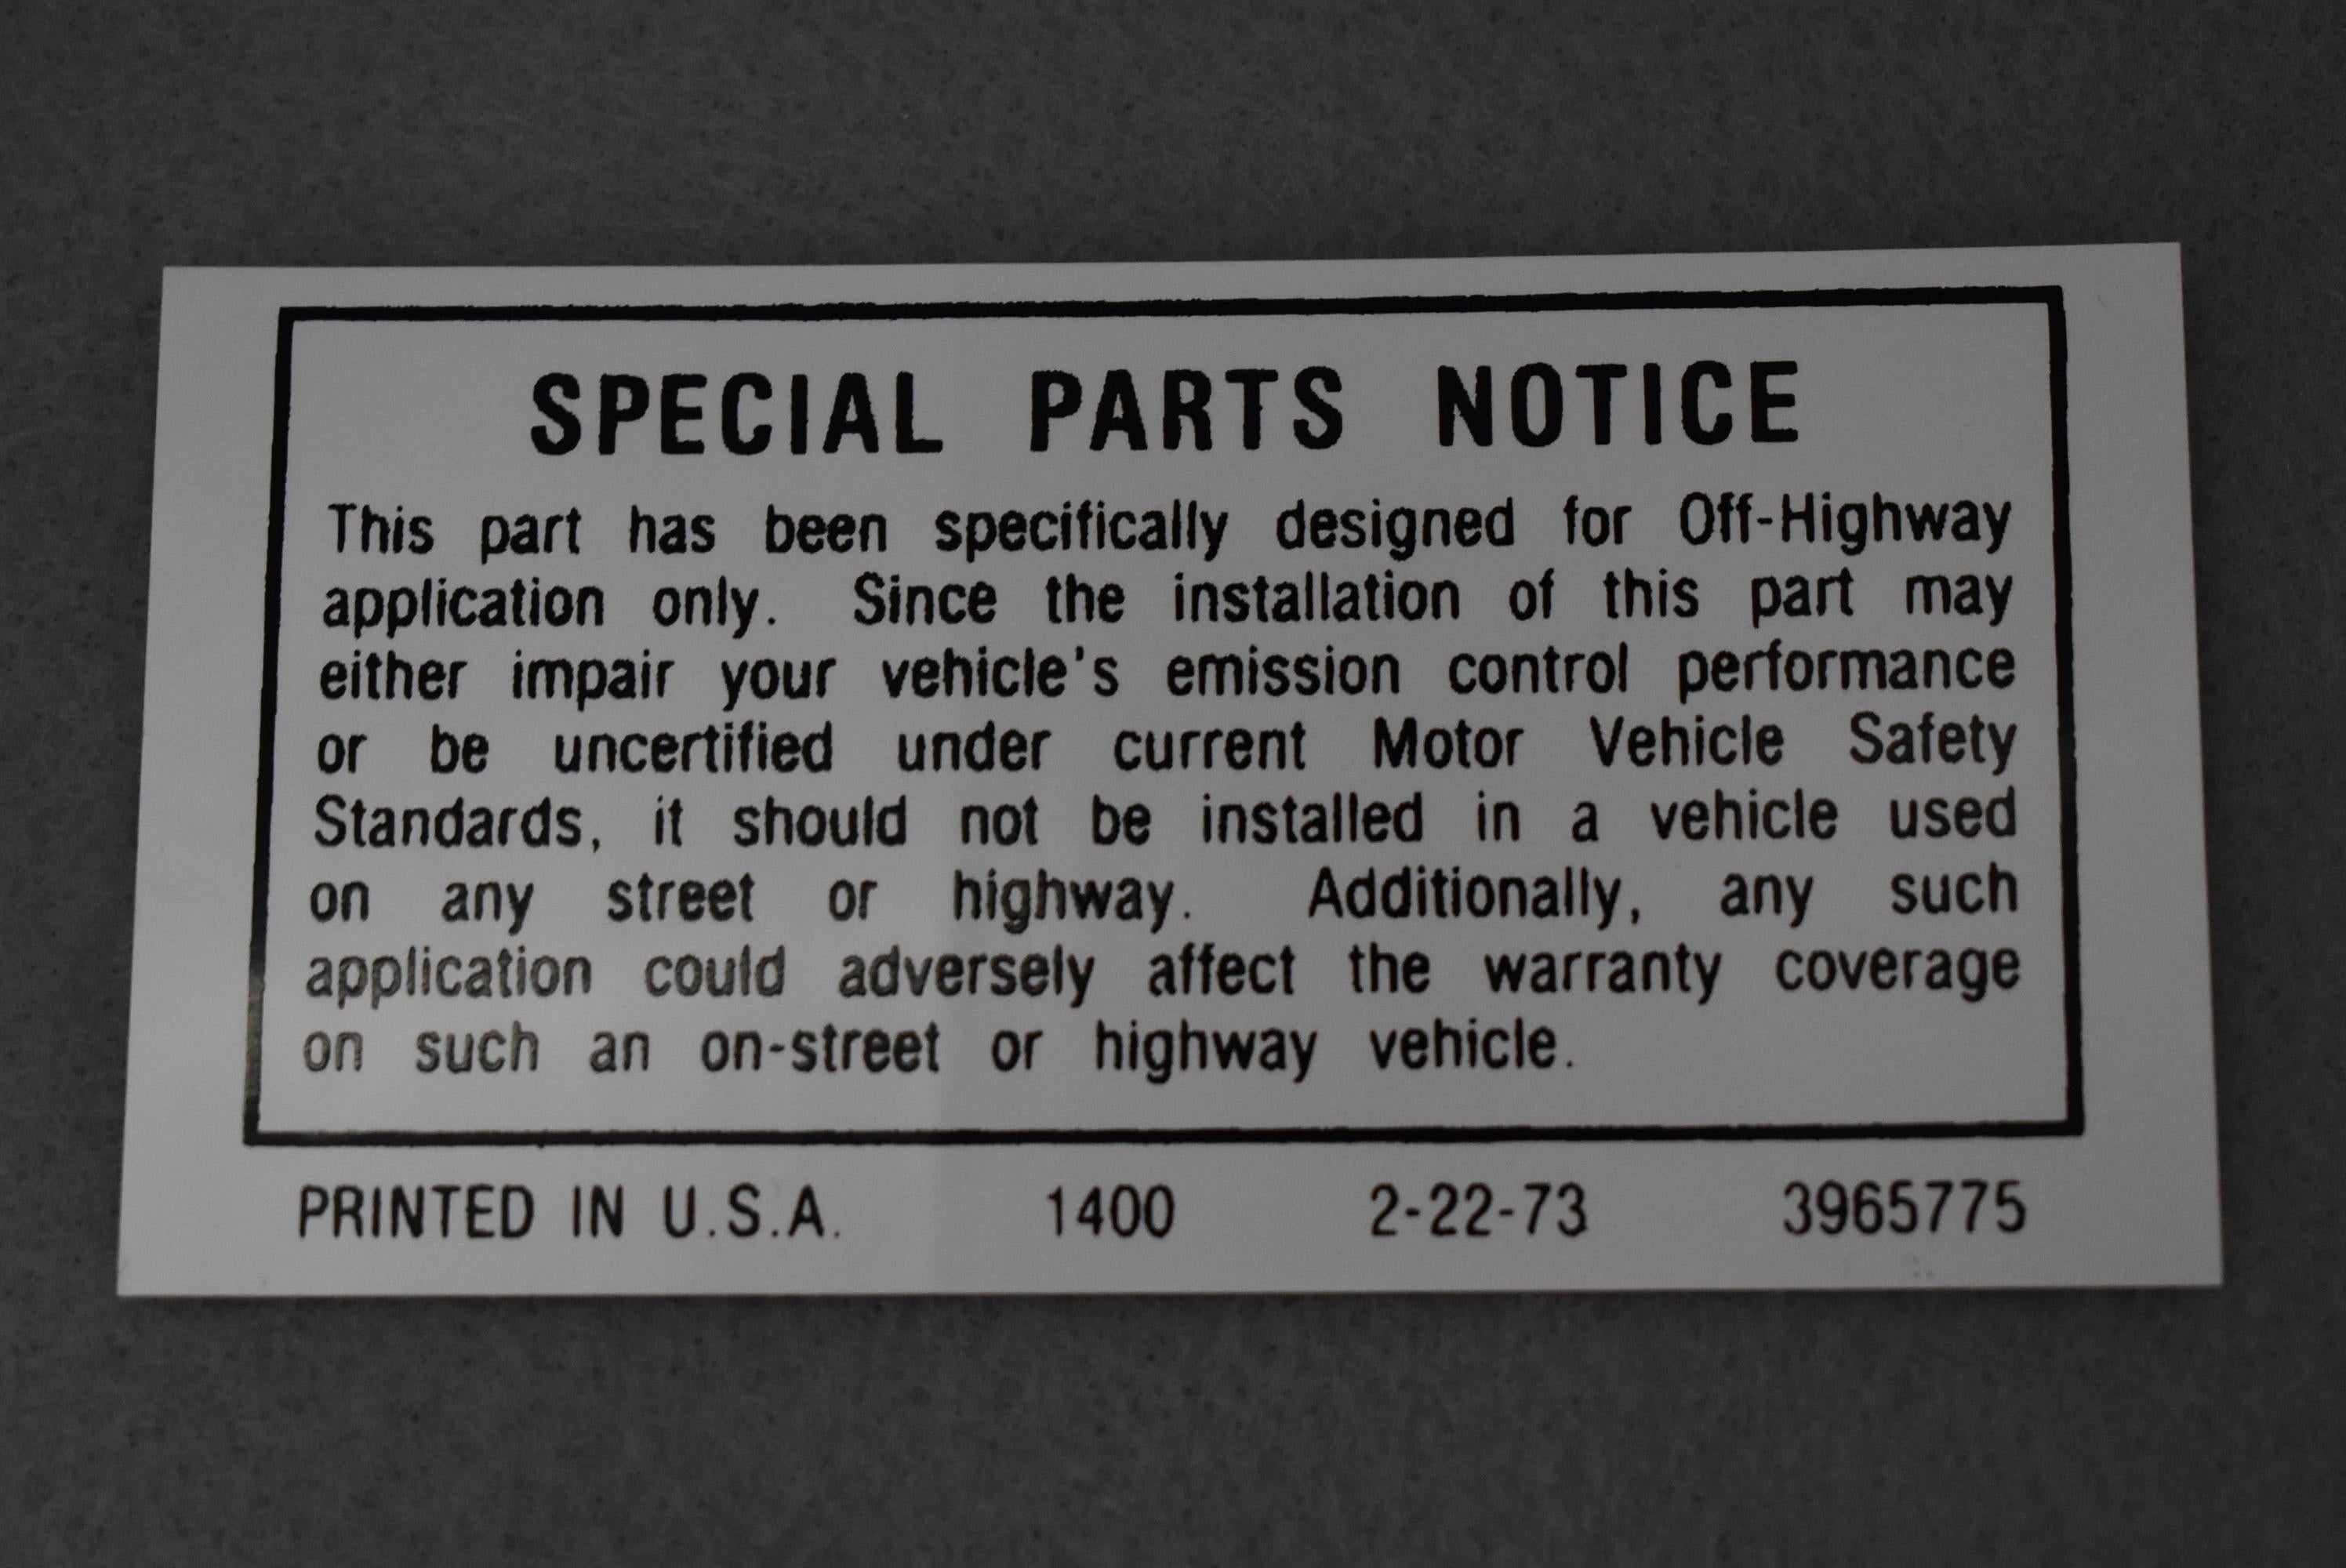 SPECIAL PARTS NOTICE
This part has been specifically designed for Off-Highway
application only. Since the installation of this part may
either impair your vehicle's emission control performance
or be uncertified under current Motor Vehicle Safety
Standards, it should not be installed in a vehicle used
on any street or highway. Additionally, any such
application could adversely affect the warranty coverage
on such an on-street or highway vehicle.
PRINTED IN U.S.A. 1400 2-22-73 3965775